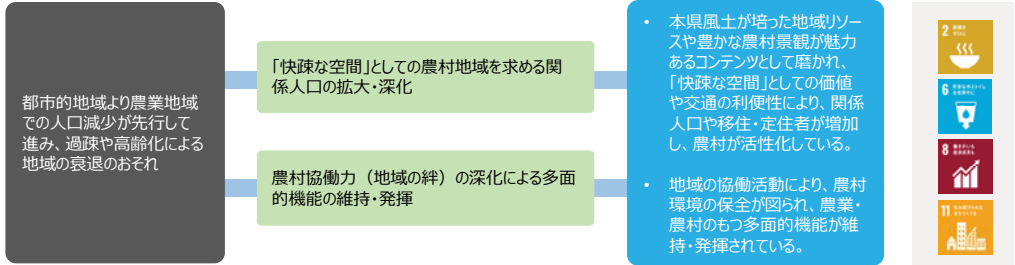 都市的地域より農業地域
での人口減少が先行して
進み、過疎や高齢化による
地域の衰退のおそれ
「快疎な空間」としての農村地域を求める関
係人口の拡大・深化
農村協働力（地域の絆）の深化による多面
的機能の維持・発揮
• 本県風土が培った地域リソー
スや豊かな農村景観が魅力
あるコンテンツとして磨かれ、
「快疎な空間」としての価値
や交通の利便性により、関係
人口や移住・定住者が増加
し、農村が活性化している。
• 地域の協働活動により、農村
環境の保全が図られ、農業・
農村のもつ多面的機能が維
持・発揮されている。
2
6
8
11